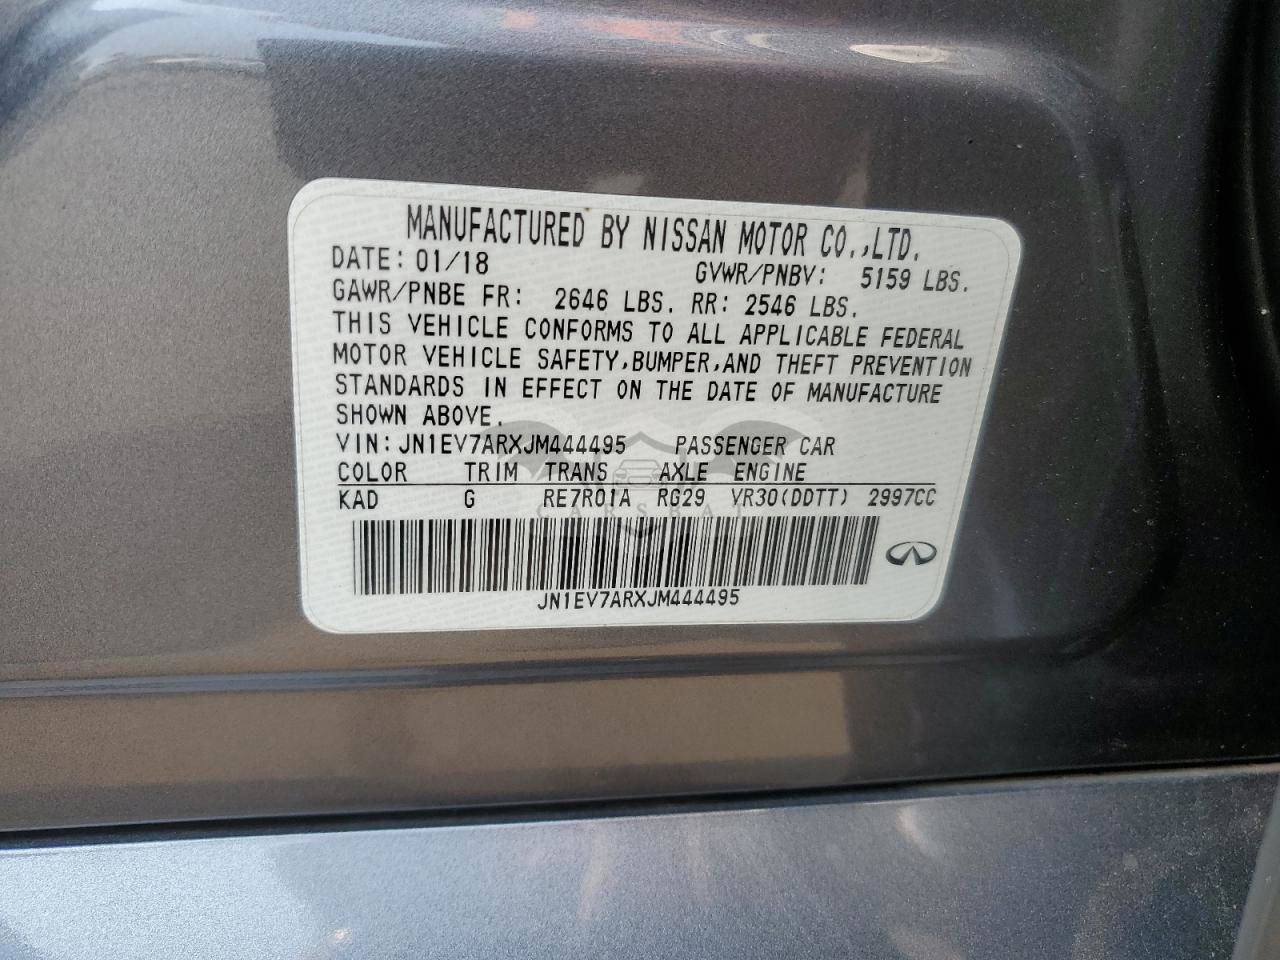 MANUFACTURED BY NISSAN MOTOR CO.,LTD.
DATE: 01/18 GVWR/PNBV: 5159 LBS.
GAWR/PNBE FR: 2646 LBS. RR: 2546 LBS.
THIS VEHICLE CONFORMS TO ALL APPLICABLE FEDERAL
MOTOR VEHICLE SAFETY,BUMPER,AND THEFT PREVENTION
STANDARDS IN EFFECT ON THE DATE OF MANUFACTURE
SHOWN ABOVE.
VIN: JN1EV7ARXJM444495 PASSENGER CAR
COLOR TRIM TRANS AXLE ENGINE
KAD G RE7R01A RG29 VR30(DDTT) 2997CC
CARSBAT
JN1EV7ARXJM444495